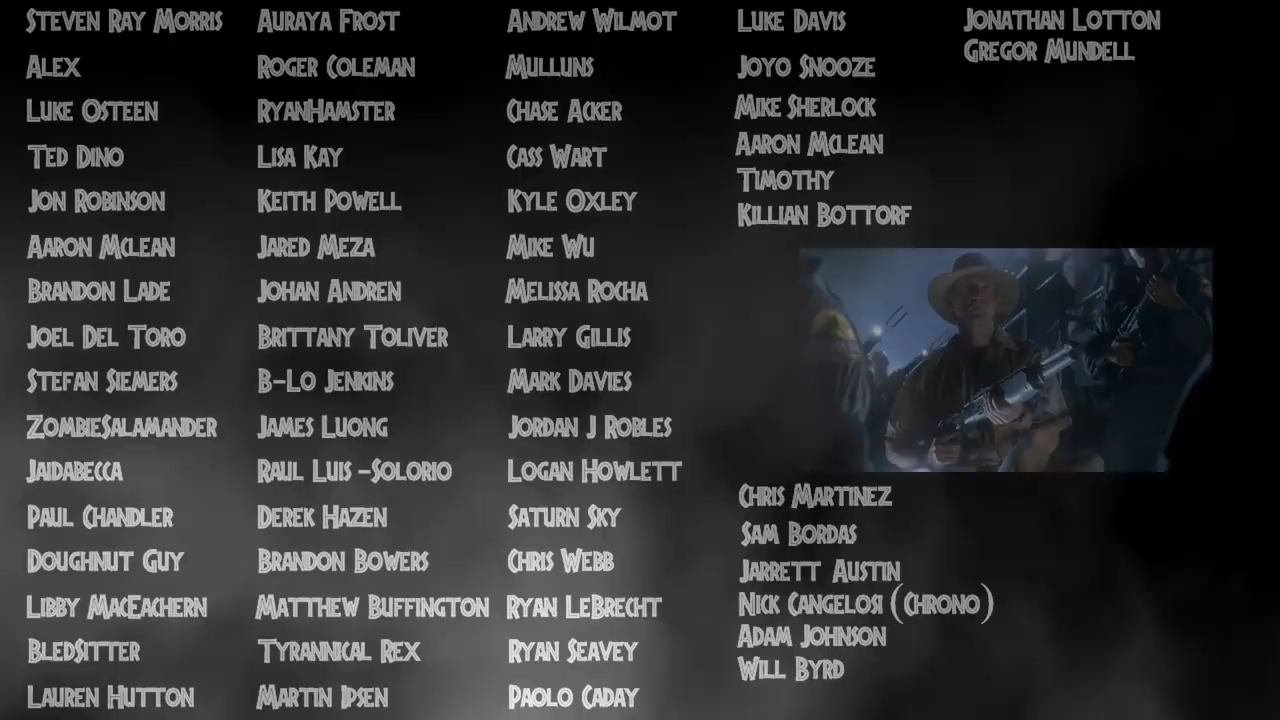 Steven Ray Morris
Alex
Luke Osteen
Ted Dino
Jon Robinson
Aaron Mclean
Brandon Lade
Joel Del Toro
Stefan Siemers
ZombieSalamander
Jaidabecca
Paul Chandler
Doughnut Guy
Libby MacEachern
BledSitter
Lauren Hutton
Auraya Frost
Roger Coleman
RyanHamster
Lisa Kay
Keith Powell
Jared Meza
Johan Andren
Brittany Toliver
B-Lo Jenkins
James Luong
Raul Luis -Solorio
Derek Hazen
Brandon Bowers
Matthew Buffington
Tyrannical Rex
Martin Ipsen
Andrew Wilmot
Mulluns
Chase Acker
Cass Wart
Kyle Oxley
Mike Wu
Melissa Rocha
Larry Gillis
Mark Davies
Jordan J Robles
Logan Howlett
Saturn Sky
Chris Webb
Ryan LeBrecht
Ryan Seavey
Paolo Caday
Luke Davis
Joyo Snooze
Mike Sherlock
Aaron Mclean
Timothy
Killian Bottorf
Chris Martinez
Sam Bordas
Jarrett Austin
Nick Cangelosi (Chrono)
Adam Johnson
Will Byrd
Jonathan Lotton
Gregor Mundell